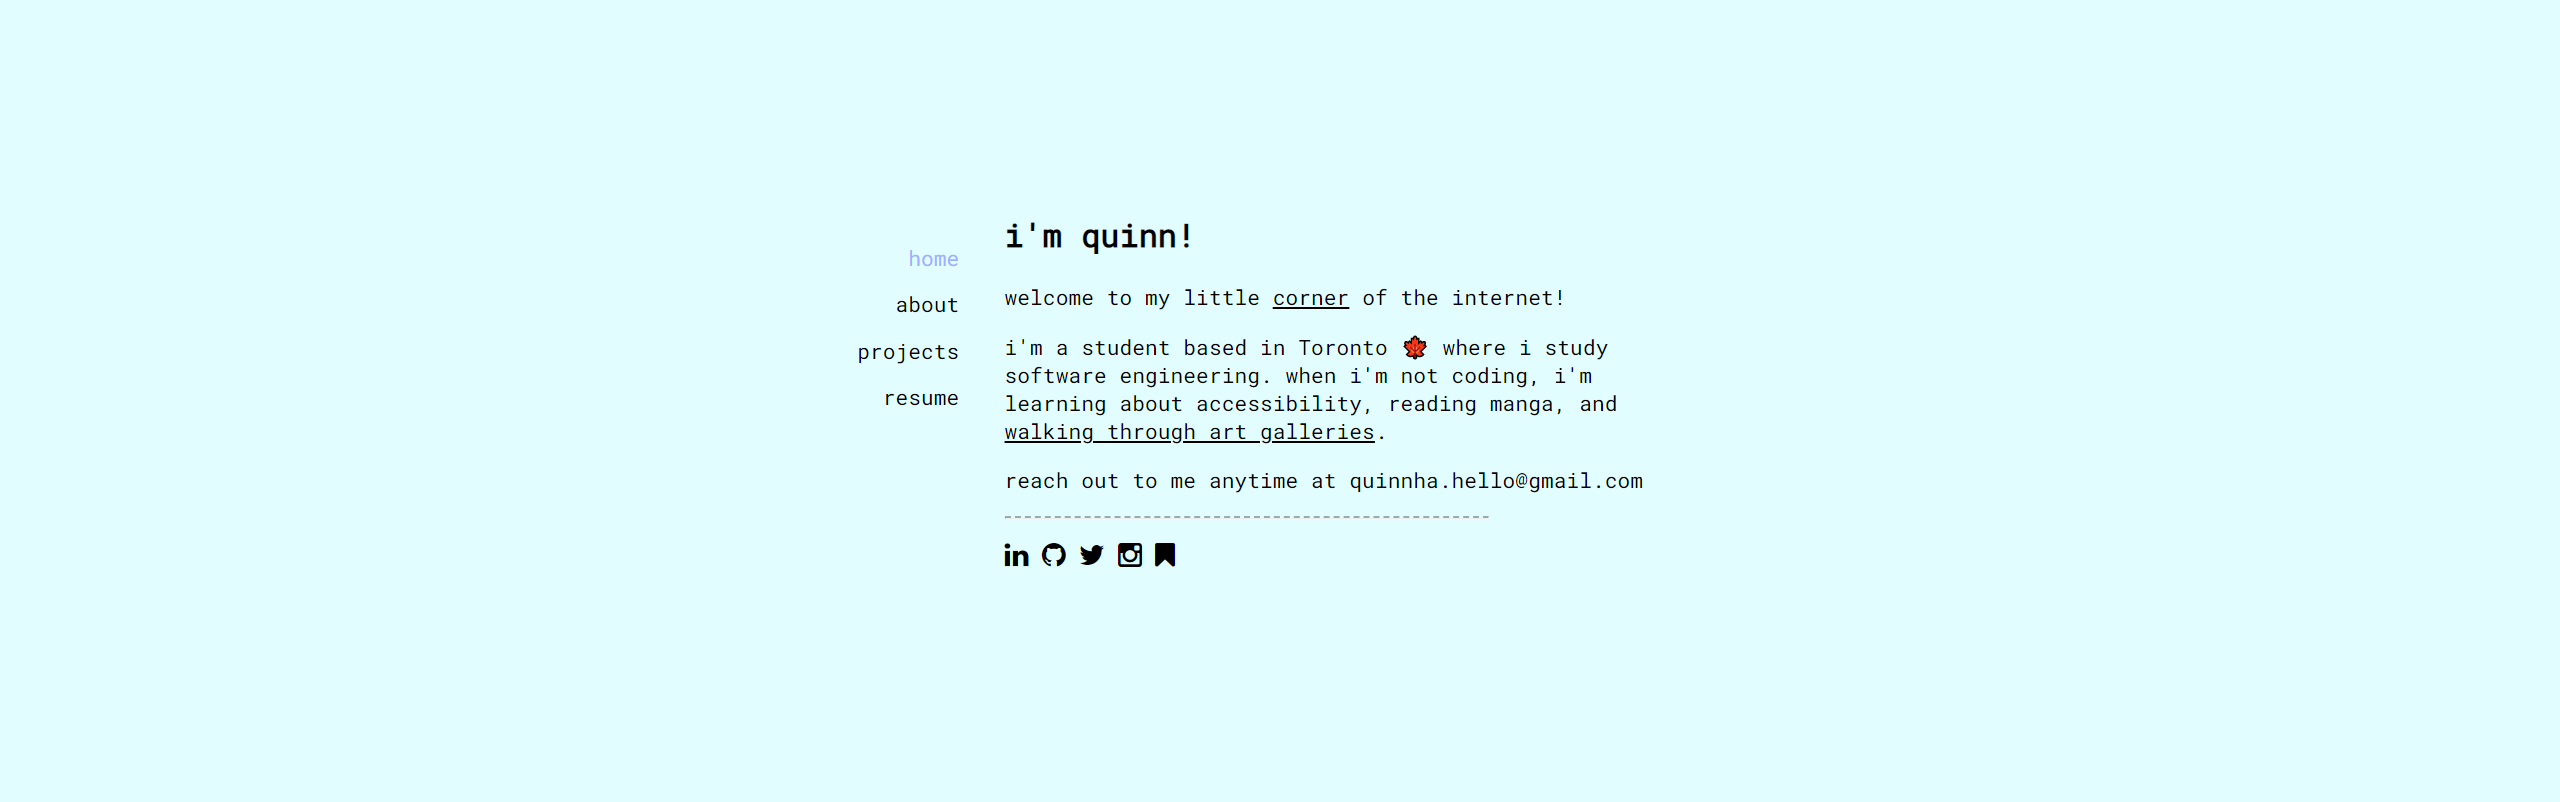 i'm quinn!
home
about
projects
resume
welcome to my little corner of the internet!
i'm a student based in Toronto 🍁 where i study
software engineering. when i'm not coding, i'm
learning about accessibility, reading manga, and
walking through art galleries.
reach out to me anytime at quinnha.hello@gmail.com
in